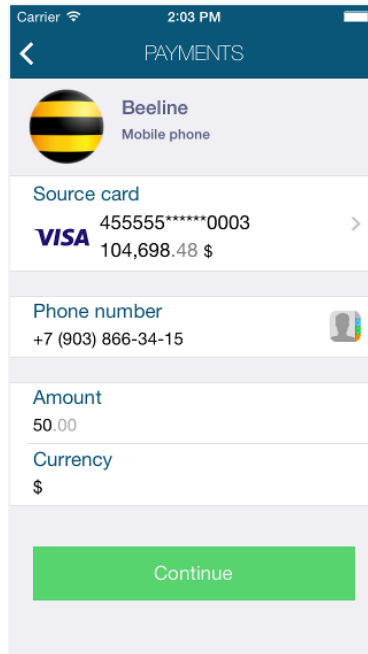 Carrier 2:03 PM
PAYMENTS
Beeline
Mobile phone
Source card
VISA 455555******0003
104,698.48 $
Phone number
+7 (903) 866-34-15
Amount
50.00
Currency
$
Continue